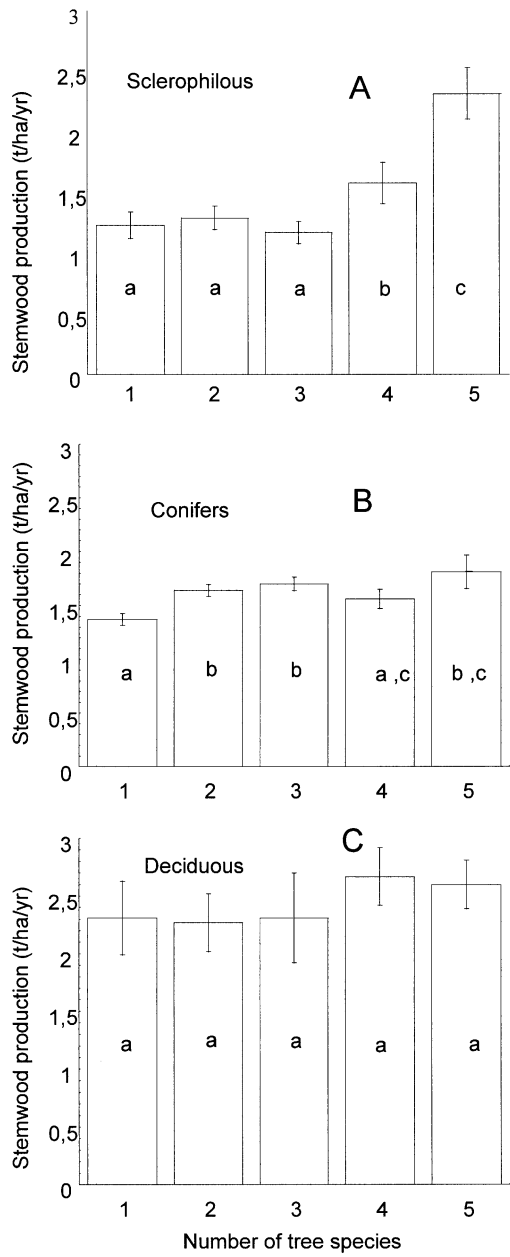 Stemwood production (t/ha/yr)
3
2,5
2
1,5
1
0,5
0
Sclerophilous
A
a a a b c
1 2 3 4 5
Stemwood production (t/ha/yr)
3
2,5
2
1,5
1
0,5
0
Conifers
B
a b b a ,c b ,c
1 2 3 4 5
Stemwood production (t/ha/yr)
3
2,5
2
1,5
1
0,5
0
Deciduous
C
a a a a a
1 2 3 4 5
Number of tree species